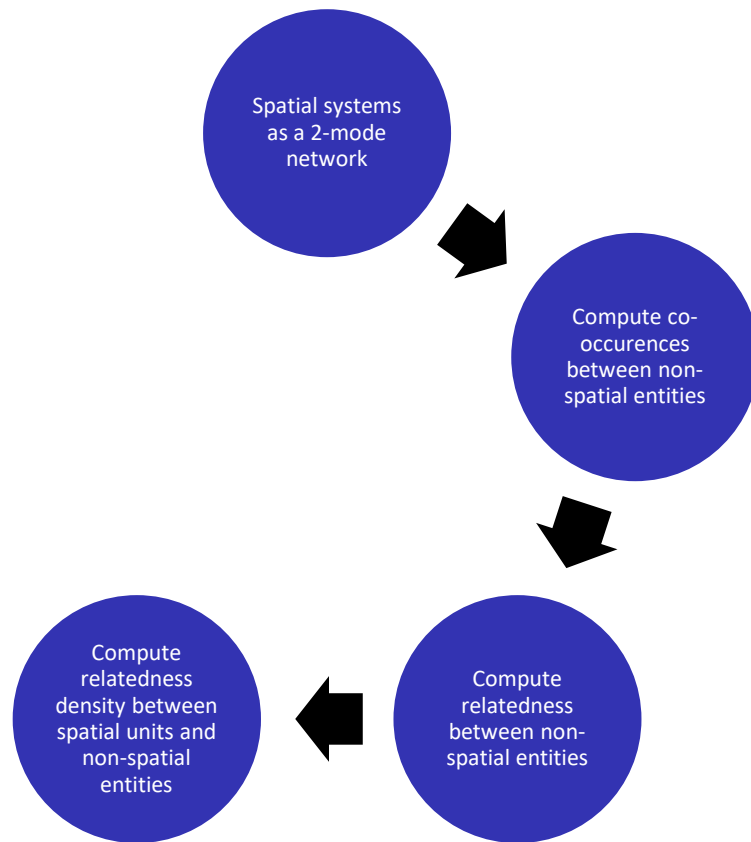 Spatial systems
as a 2-mode
network
Compute co-
occurences
between non-
spatial entities
Compute
relatedness
between non-
spatial entities
Compute
relatedness
density between
spatial units and
non-spatial
entities